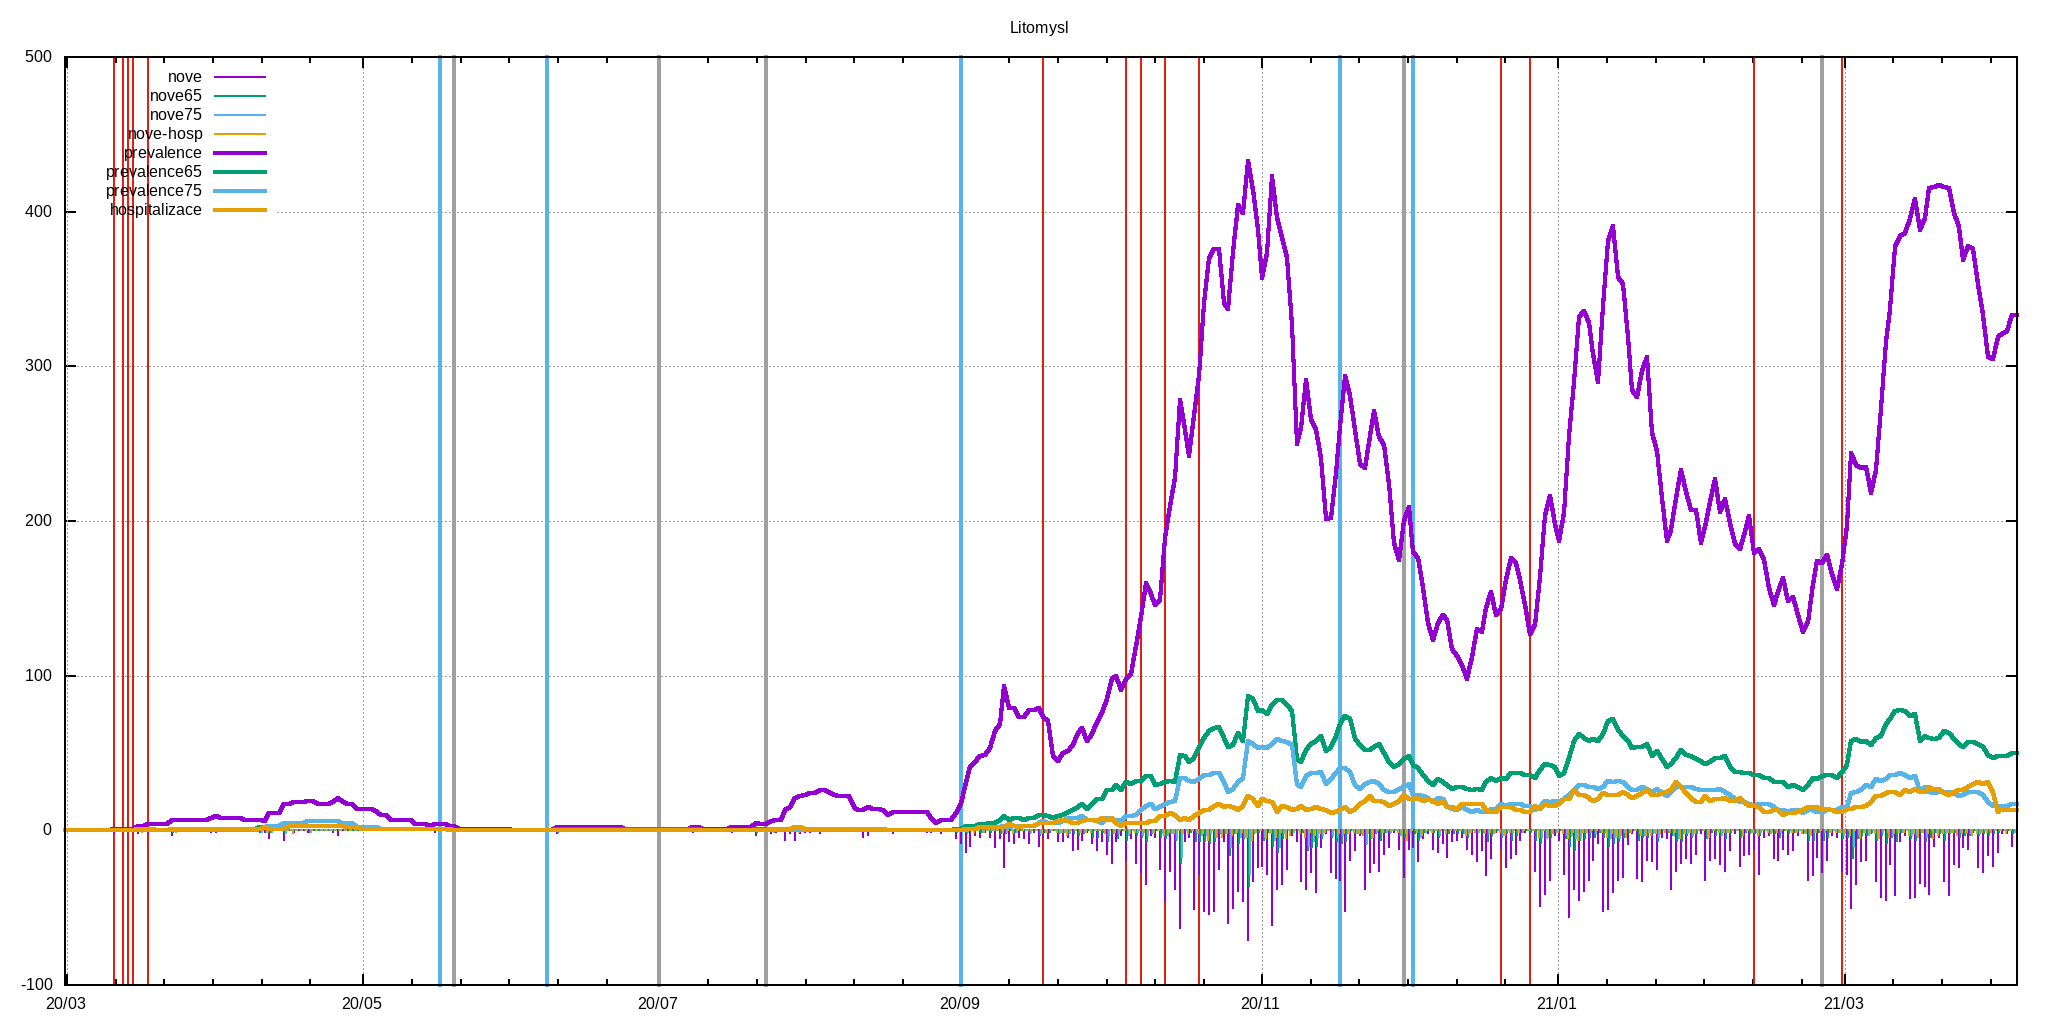 Litomysl
500
nove
nove65
nove75
nove-hosp
prevalence
prevalence65
prevalence75
hospitalizace
400
300
200
100
0
-100
20/03 20/05 20/07 20/09 20/11 21/01 21/03